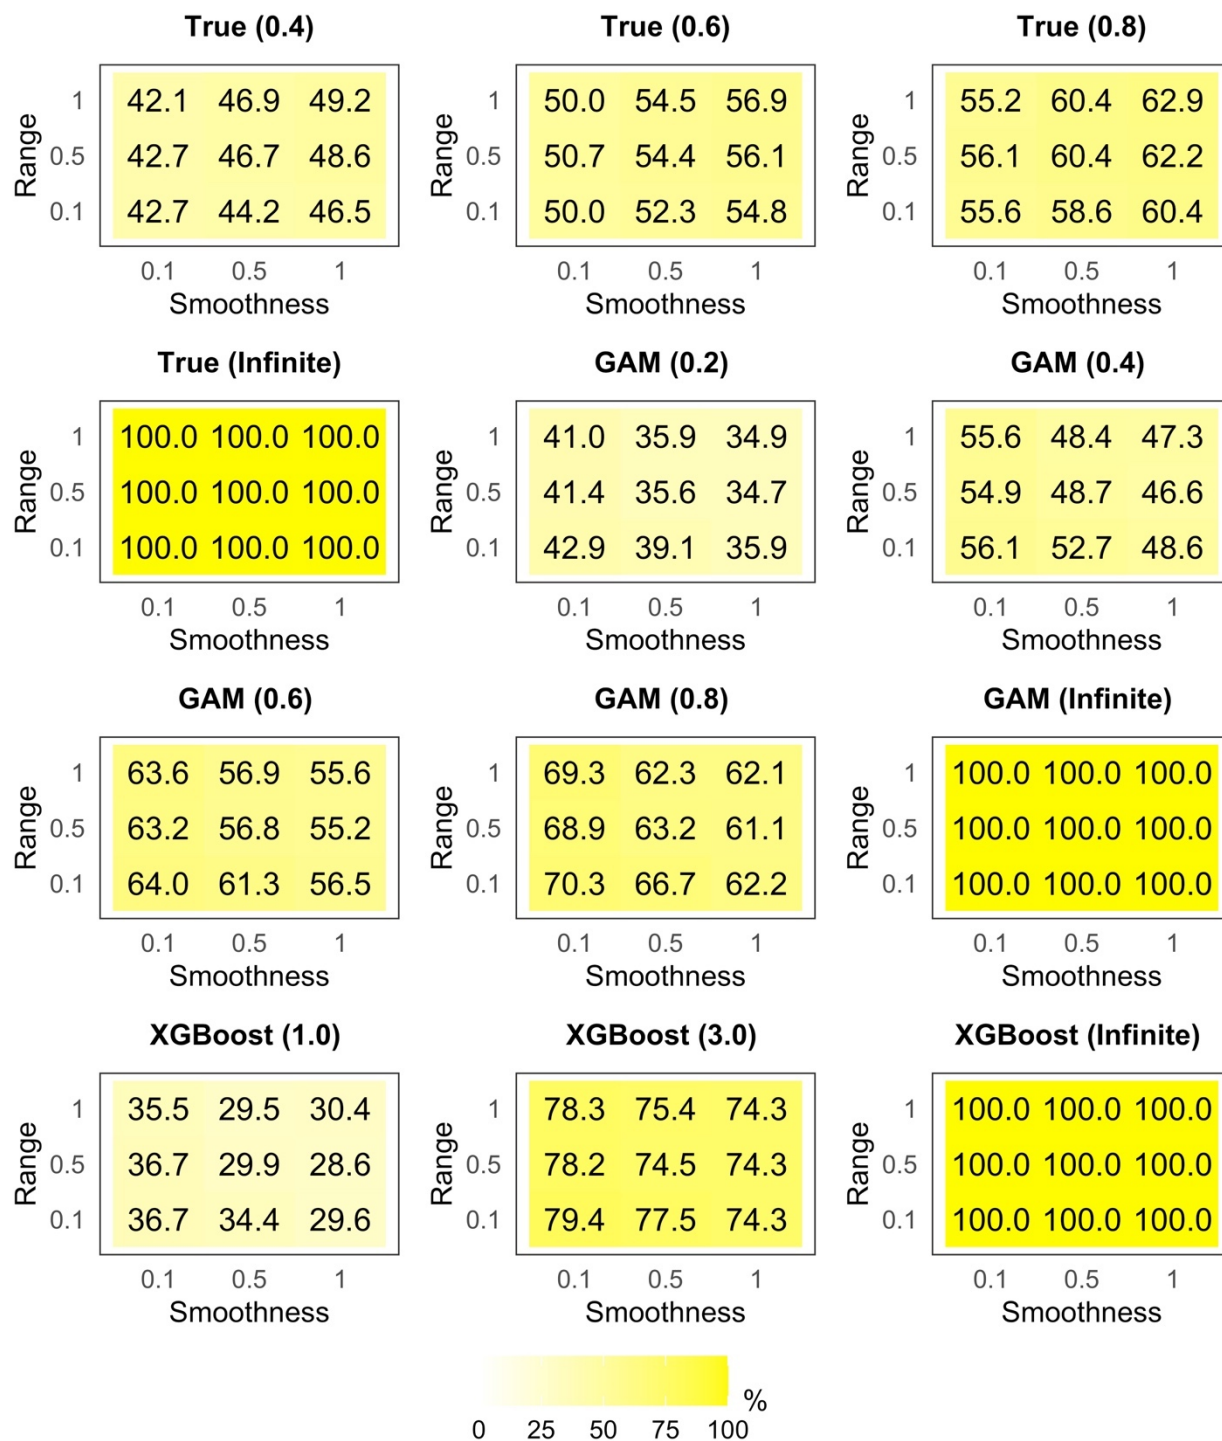 True (0.4) True (0.6) True (0.8)
1 42.1 46.9 49.2 1 50.0 54.5 56.9 1 55.2 60.4 62.9
Range Range Range
0.5 42.7 46.7 48.6 0.5 50.7 54.4 56.1 0.5 56.1 60.4 62.2
0.1 42.7 44.2 46.5 0.1 50.0 52.3 54.8 0.1 55.6 58.6 60.4
0.1 0.5 1 0.1 0.5 1 0.1 0.5 1
Smoothness Smoothness Smoothness
True (Infinite) GAM (0.2) GAM (0.4)
1 100.0 100.0 100.0 1 41.0 35.9 34.9 1 55.6 48.4 47.3
Range Range Range
0.5 100.0 100.0 100.0 0.5 41.4 35.6 34.7 0.5 54.9 48.7 46.6
0.1 100.0 100.0 100.0 0.1 42.9 39.1 35.9 0.1 56.1 52.7 48.6
0.1 0.5 1 0.1 0.5 1 0.1 0.5 1
Smoothness Smoothness Smoothness
GAM (0.6) GAM (0.8) GAM (Infinite)
1 63.6 56.9 55.6 1 69.3 62.3 62.1 1 100.0 100.0 100.0
Range Range Range
0.5 63.2 56.8 55.2 0.5 68.9 63.2 61.1 0.5 100.0 100.0 100.0
0.1 64.0 61.3 56.5 0.1 70.3 66.7 62.2 0.1 100.0 100.0 100.0
0.1 0.5 1 0.1 0.5 1 0.1 0.5 1
Smoothness Smoothness Smoothness
XGBoost (1.0) XGBoost (3.0) XGBoost (Infinite)
1 35.5 29.5 30.4 1 78.3 75.4 74.3 1 100.0 100.0 100.0
Range Range Range
0.5 36.7 29.9 28.6 0.5 78.2 74.5 74.3 0.5 100.0 100.0 100.0
0.1 36.7 34.4 29.6 0.1 79.4 77.5 74.3 0.1 100.0 100.0 100.0
0.1 0.5 1 0.1 0.5 1 0.1 0.5 1
Smoothness Smoothness Smoothness
%
0 25 50 75 100